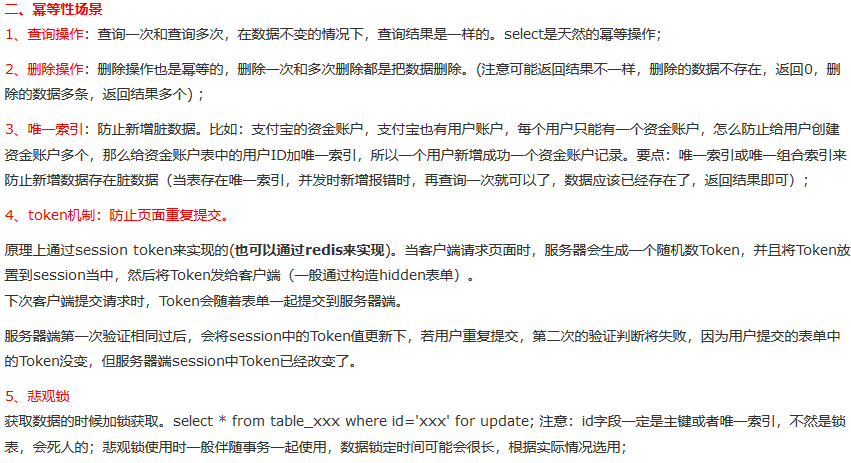 二、幂等性场景
1、查询操作：查询一次和查询多次，在数据不变的情况下，查询结果是一样的。select是天然的幂等操作；
2、删除操作：删除操作也是幂等的，删除一次和多次删除都是把数据删除。(注意可能返回结果不一样，删除的数据不存在，返回0，删
除的数据多条，返回结果多个) ；
3、唯一索引：防止新增脏数据。比如：支付宝的资金账户，支付宝也有用户账户，每个用户只能有一个资金账户，怎么防止给用户创建
资金账户多个，那么给资金账户表中的用户ID加唯一索引，所以一个用户新增成功一个资金账户记录。要点：唯一索引或唯一组合索引来
防止新增数据存在脏数据（当表存在唯一索引，并发时新增报错时，再查询一次就可以了，数据应该已经存在了，返回结果即可）；
4、token机制：防止页面重复提交。
原理上通过session token来实现的(也可以通过redis来实现)。当客户端请求页面时，服务器会生成一个随机数Token，并且将Token放
置到session当中，然后将Token发给客户端（一般通过构造hidden表单）。
下次客户端提交请求时，Token会随着表单一起提交到服务器端。
服务器端第一次验证相同过后，会将session中的Token值更新下，若用户重复提交，第二次的验证判断将失败，因为用户提交的表单中
的Token没变，但服务器端session中Token已经改变了。
5、悲观锁
获取数据的时候加锁获取。select * from table_xxx where id='xxx' for update; 注意：id字段一定是主键或者唯一索引，不然是锁
表，会死人的；悲观锁使用时一般伴随事务一起使用，数据锁定时间可能会很长，根据实际情况选用；